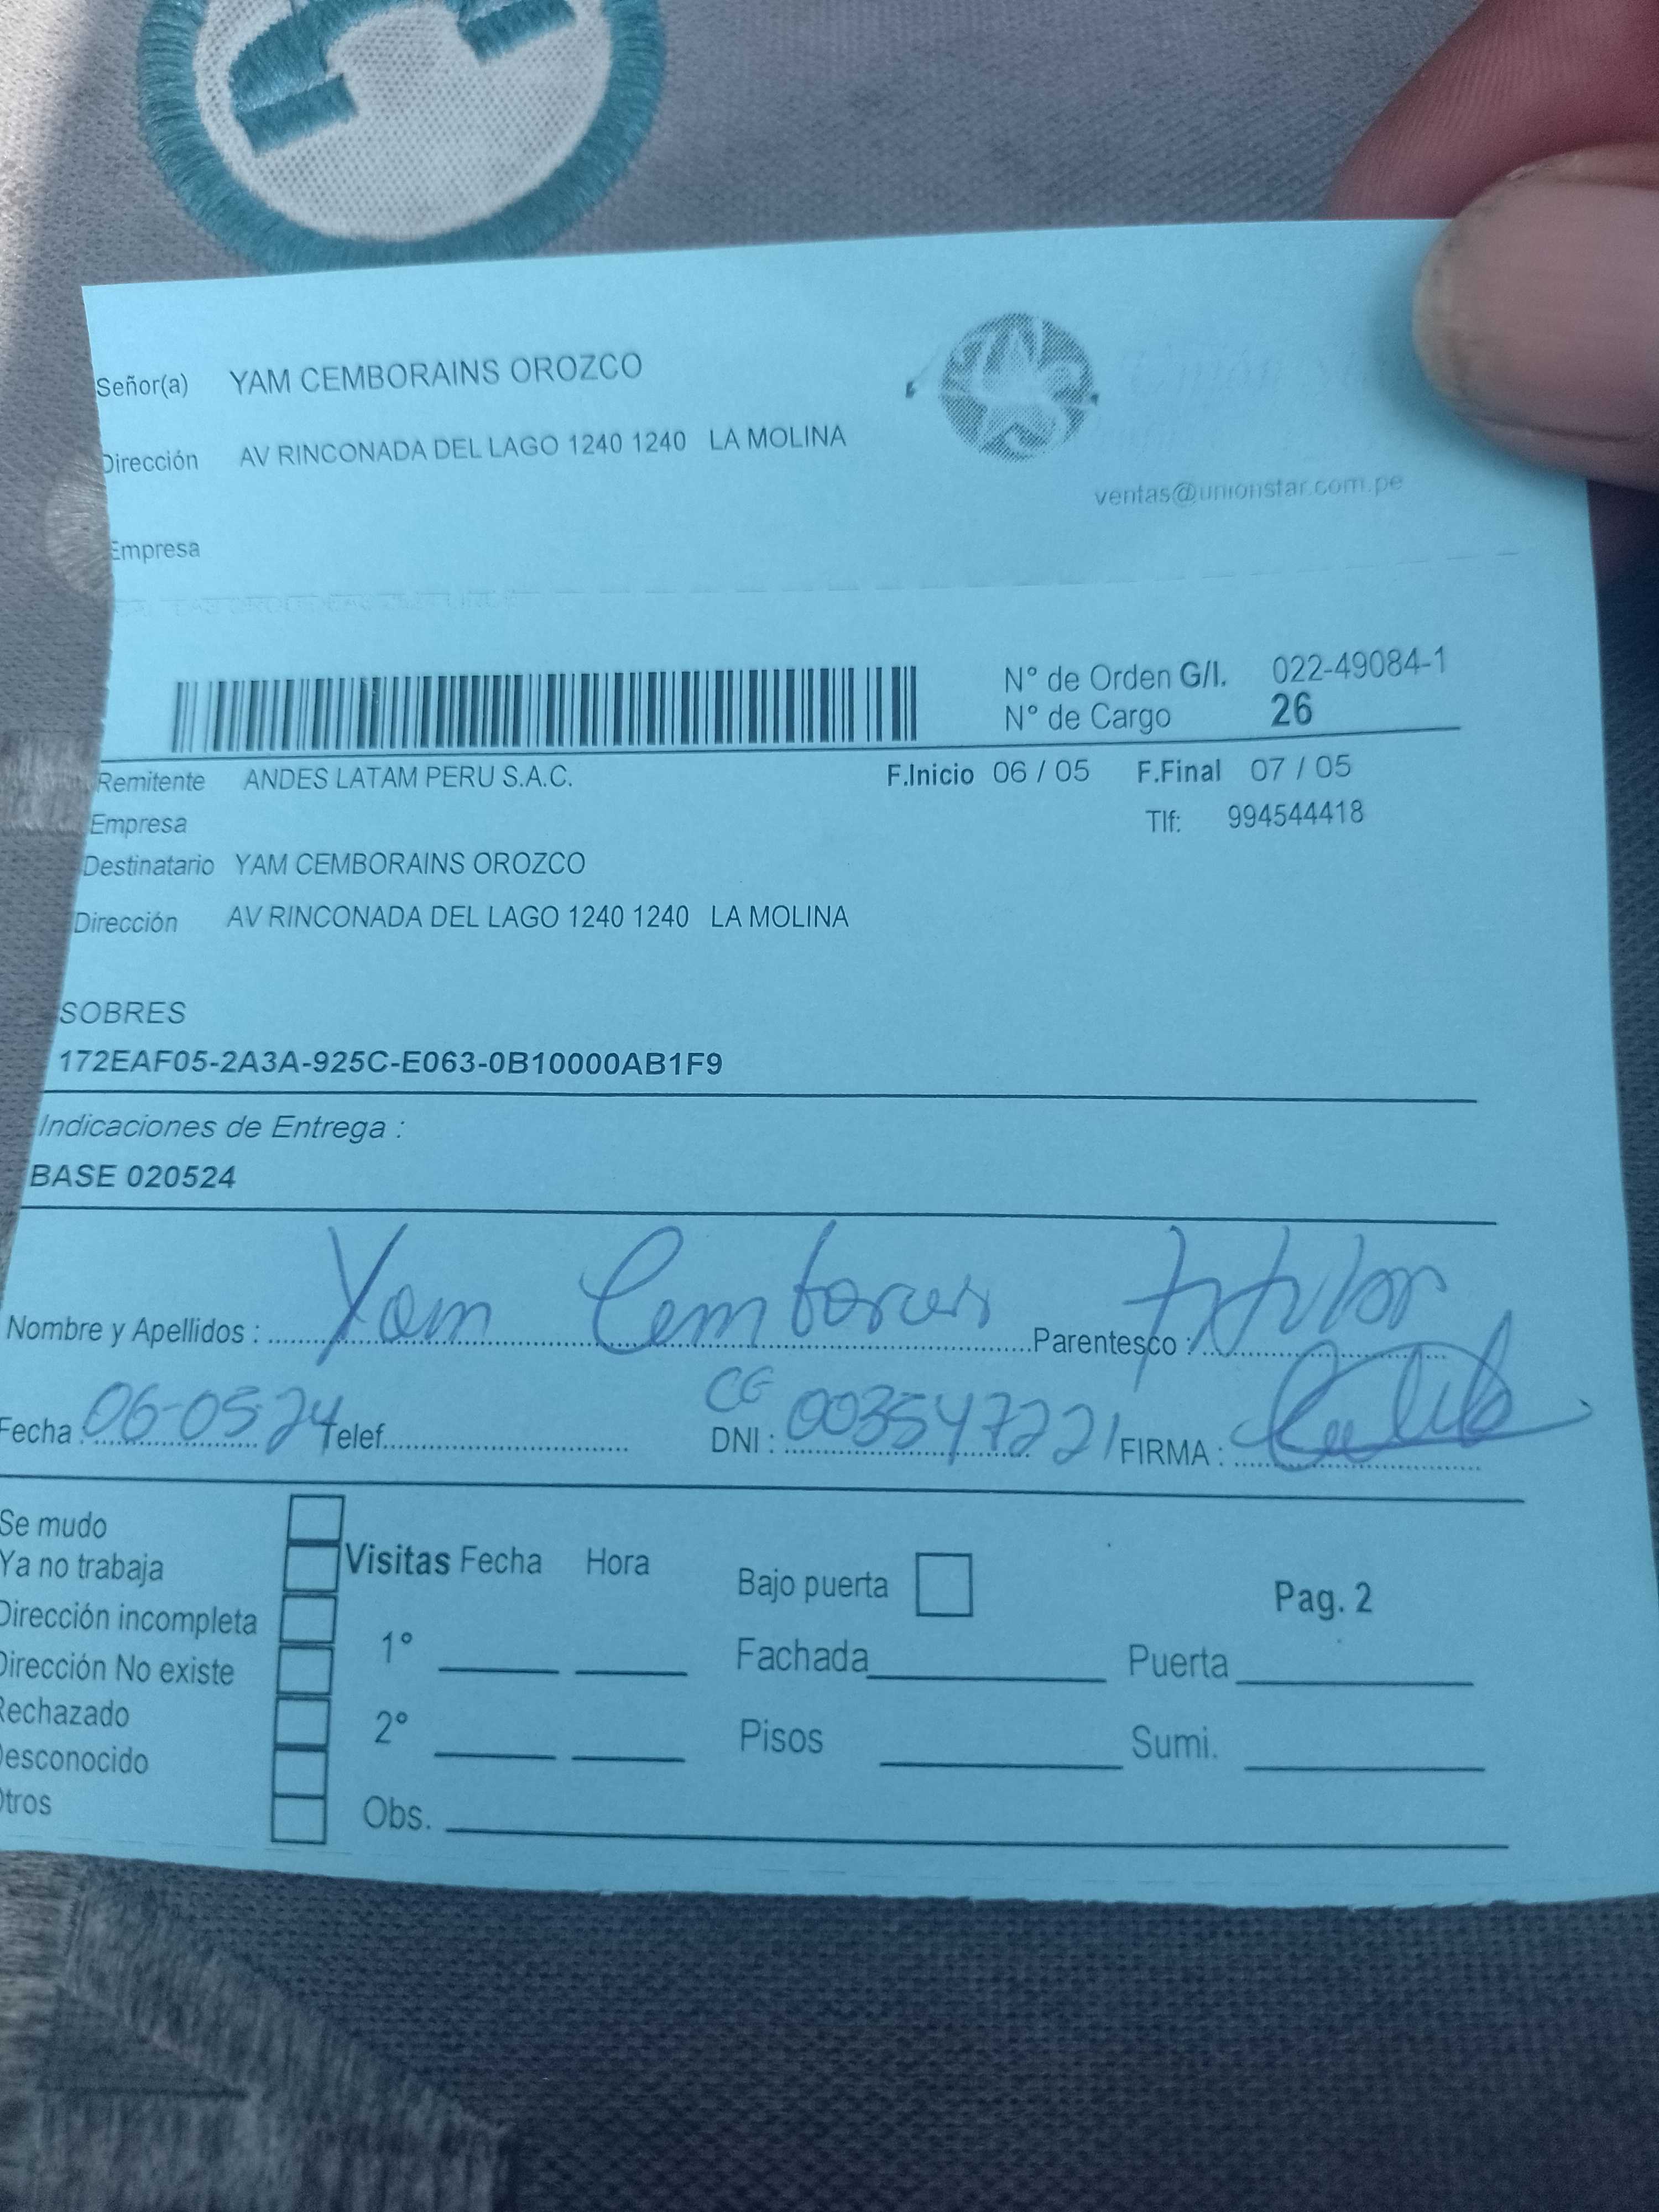 Señor(a) YAM CEMBORAINS OROZCO
Dirección AV RINCONADA DEL LAGO 1240 1240 LA MOLINA
ventas@unionstar.com.pe
Empresa
N° de Orden G/I. 022-49084-1
N° de Cargo 26
Remitente ANDES LATAM PERU S.A.C. F.Inicio 06 / 05 F.Final 07 / 05
Empresa Tlf: 994544418
Destinatario YAM CEMBORAINS OROZCO
Dirección AV RINCONADA DEL LAGO 1240 1240 LA MOLINA
SOBRES
172EAF05-2A3A-925C-E063-0B10000AB1F9
Indicaciones de Entrega :
BASE 020524
Nombre y Apellidos : Yam Parentesco : titular
Fecha : 06-05-24 Telef. DNI : 003547221 FIRMA :
Se mudo
Ya no trabaja
Dirección incompleta
Dirección No existe
Rechazado
Desconocido
Otros
Visitas Fecha Hora
1°
2°
Obs.
Bajo puerta Pag. 2
Fachada Puerta
Pisos Sumi.